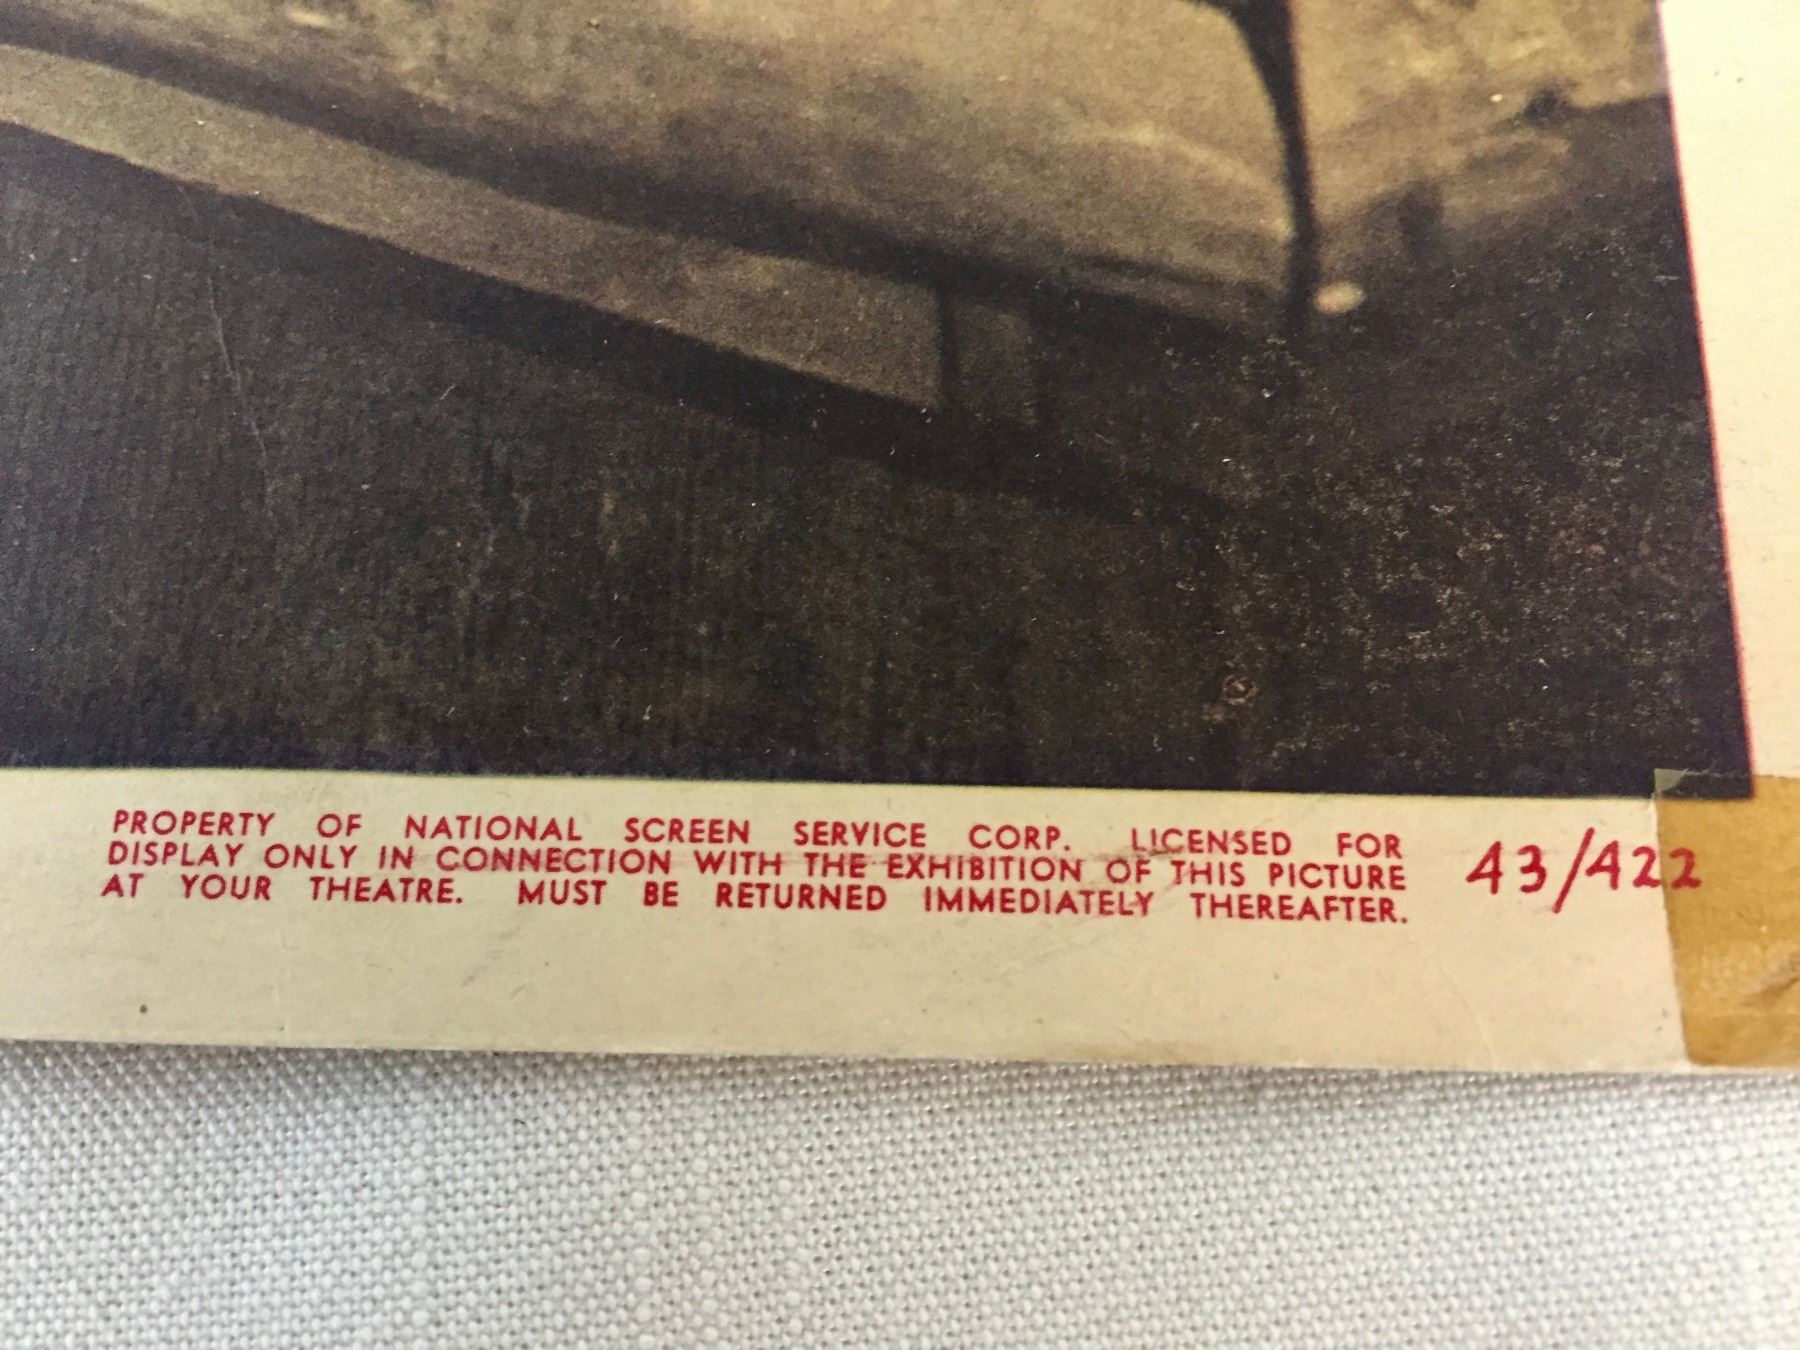 PROPERTY OF NATIONAL SCREEN SERVICE CORP. LICENSED FOR
DISPLAY ONLY IN CONNECTION WITH THE EXHIBITION OF THIS PICTURE
AT YOUR THEATRE. MUST BE RETURNED IMMEDIATELY THEREAFTER.
43/422